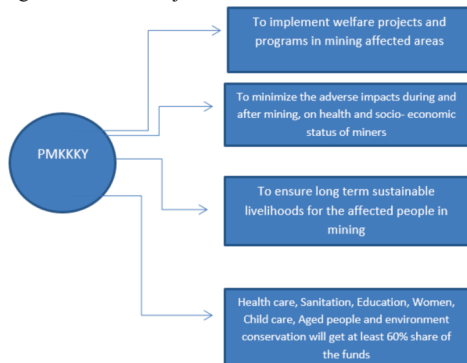 To implement welfare projects and
programs in mining affected areas
To minimize the adverse impacts during and
after mining, on health and socio- economic
status of miners
PMKKKY
To ensure long term sustainable
livelihoods for the affected people in
mining
Health care, Sanitation, Education, Women,
Child care, Aged people and environment
conservation will get at least 60% share of
the funds